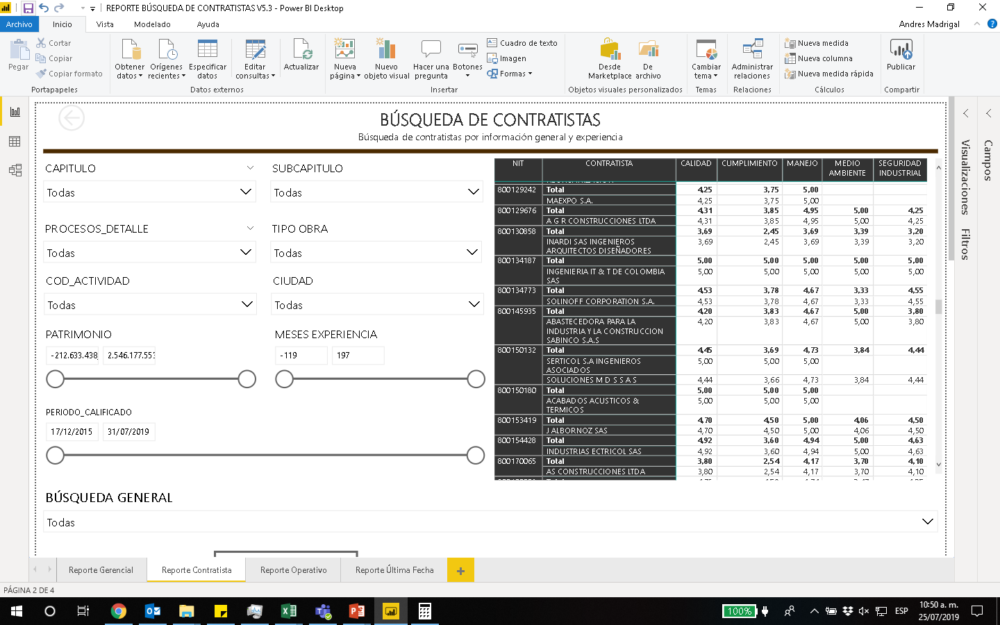 REPORTE BÚSQUEDA DE CONTRATISTAS V5.3 - Power BI Desktop
Archivo Inicio Vista Modelado Ayuda Andres Madrigal
Pegar
Cortar
Copiar
Copiar formato
Portapapeles
Obtener datos
Orígenes recientes
Especificar datos
Editar consultas
Actualizar
Datos externos
Nueva página
Nuevo objeto visual
Hacer una pregunta
Botones
Cuadro de texto
Imagen
Formas
Insertar
Desde Marketplace
De archivo
Objetos visuales personalizados
Cambiar tema
Temas
Administrar relaciones
Relaciones
Nueva medida
Nueva columna
Nueva medida rápida
Cálculos
Publicar
Compartir
BÚSQUEDA DE CONTRATISTAS
Búsqueda de contratistas por información general y experiencia
CAPITULO
Todas
SUBCAPITULO
Todas
PROCESOS_DETALLE
Todas
TIPO OBRA
Todas
COD_ACTIVIDAD
Todas
CIUDAD
Todas
PATRIMONIO
-212.633.438
2.546.177.553
MESES EXPERIENCIA
-119
197
PERIODO_CALIFICADO
17/12/2015
31/07/2019
NIT CONTRATISTA CALIDAD CUMPLIMIENTO MANEJO MEDIO AMBIENTE SEGURIDAD INDUSTRIAL
800129242 Total 4,25 3,75 5,00
MAEXPO S.A. 4,25 3,75 5,00
800129676 Total 4,31 3,85 4,95 5,00 4,25
A G R CONSTRUCCIONES LTDA 4,31 3,85 4,95 5,00 4,25
800130858 Total 3,69 2,45 3,69 3,39 3,20
INARDI SAS INGENIEROS 3,69 2,45 3,69 3,39 3,20
ARQUITECTOS DISEÑADORES
800134187 Total 5,00 5,00 5,00 5,00 5,00
INGENIERIA IT & T DE COLOMBIA 5,00 5,00 5,00 5,00 5,00
SAS
800134773 Total 4,53 3,78 4,67 3,33 4,55
SOLINOFF CORPORATION S.A. 4,53 3,78 4,67 3,33 4,55
800145935 Total 4,20 3,83 4,67 5,00 3,80
ABASTECEDORA PARA LA 4,20 3,83 4,67 5,00 3,80
INDUSTRIA Y LA CONSTRUCCION
SABINCO S.A.S
800150132 Total 4,45 3,69 4,73 3,84 4,44
SERTICOL S.A INGENIEROS 5,00 5,00 5,00
ASOCIADOS
SOLUCIONES M D S S A S 4,44 3,66 4,73 3,84 4,44
800150180 Total 5,00 5,00 5,00
ACABADOS ACUSTICOS & 5,00 5,00 5,00
TERMICOS
800153419 Total 4,70 4,50 5,00 4,06 4,50
J ALBORNOZ SAS 4,70 4,50 5,00 4,06 4,50
800154428 Total 4,92 3,60 4,94 5,00 4,63
INDUSTRIAS ECTRICOL SAS 4,92 3,60 4,94 5,00 4,63
800170065 Total 3,80 2,54 4,17 3,70 4,10
AS CONSTRUCCIONES LTDA 3,80 2,54 4,17 3,70 4,10
BÚSQUEDA GENERAL
Todas
Visualizaciones
Filtros
Campos
Reporte Gerencial Reporte Contratista Reporte Operativo Reporte Última Fecha
PÁGINA 2 DE 4
100% ESP 10:50 a. m.
25/07/2019